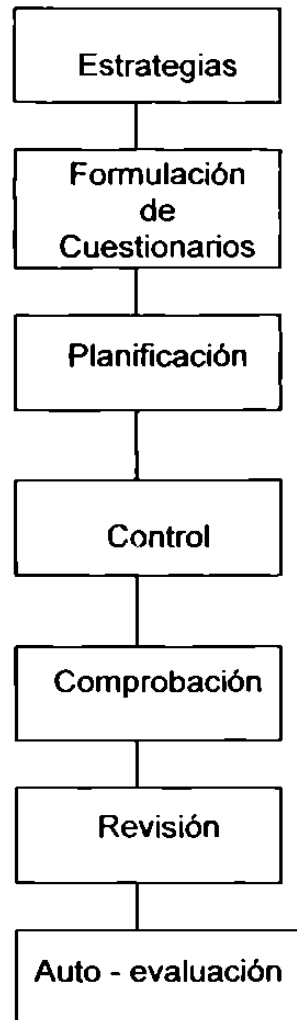 Estrategias
Formulación
de
Cuestionarios
Planificación
Control
Comprobación
Revisión
Auto - evaluación